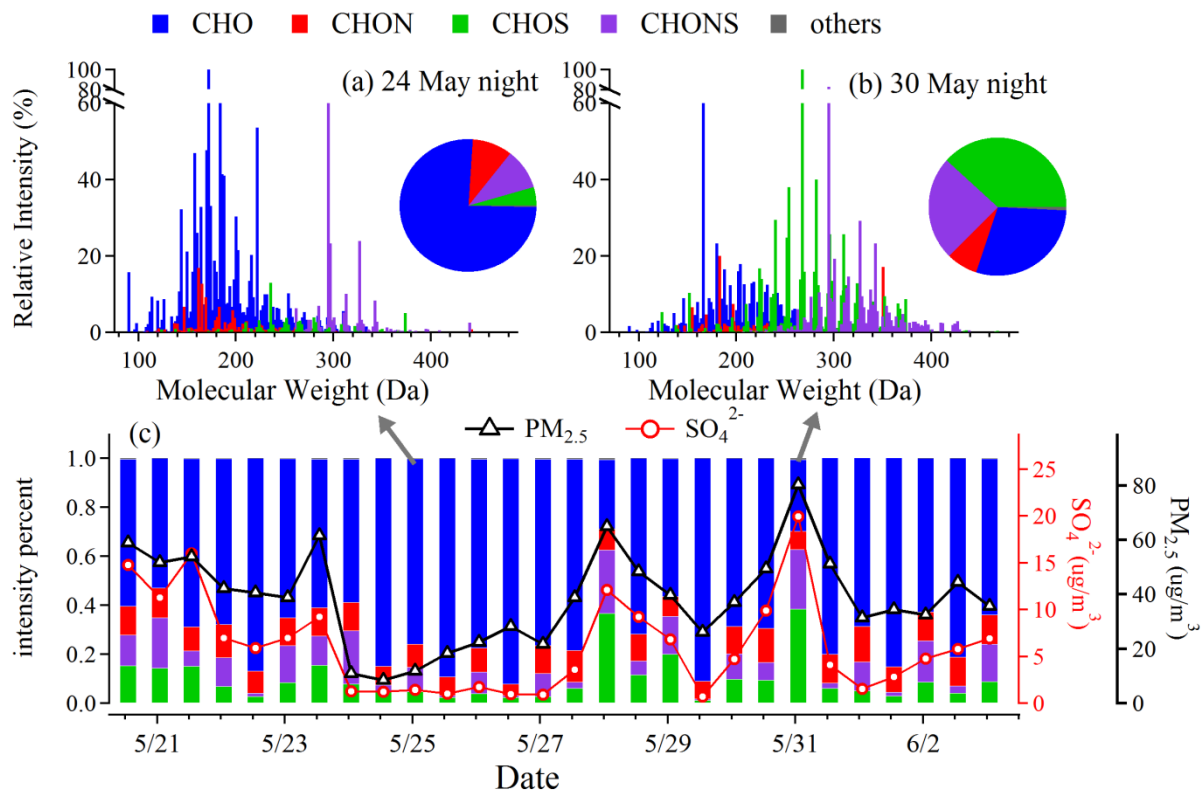 CHO CHON CHOS CHONS others
(a) 24 May night
(b) 30 May night
Relative Intensity (%)
100
80
60
40
20
0
100
80
60
40
20
0
100 200 300 400
100 200 300 400
Molecular Weight (Da)
Molecular Weight (Da)
(c)
PM2.5
SO4 2-
intensity percent
1.0
0.8
0.6
0.4
0.2
0.0
25
20
15
10
5
0
SO4 2- (ug/m3)
80
60
40
20
0
PM2.5 (ug/m3)
5/21 5/23 5/25 5/27 5/29 5/31 6/2
Date